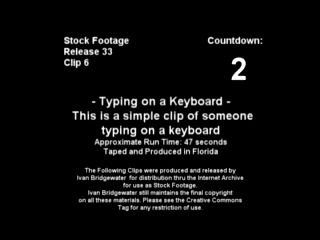 Stock Footage
Release 33
Clip 6
Countdown:
2
- Typing on a Keyboard -
This is a simple clip of someone
typing on a keyboard
Approximate Run Time: 47 seconds
Taped and Produced in Florida
The Following Clips were produced and released by
Ivan Bridgewater for distribution thru the Internet Archive
for use as Stock Footage.
Ivan Bridgewater still maintains the final copyright
on all these materials. Please see the Creative Commons
Tag for any restriction of use.